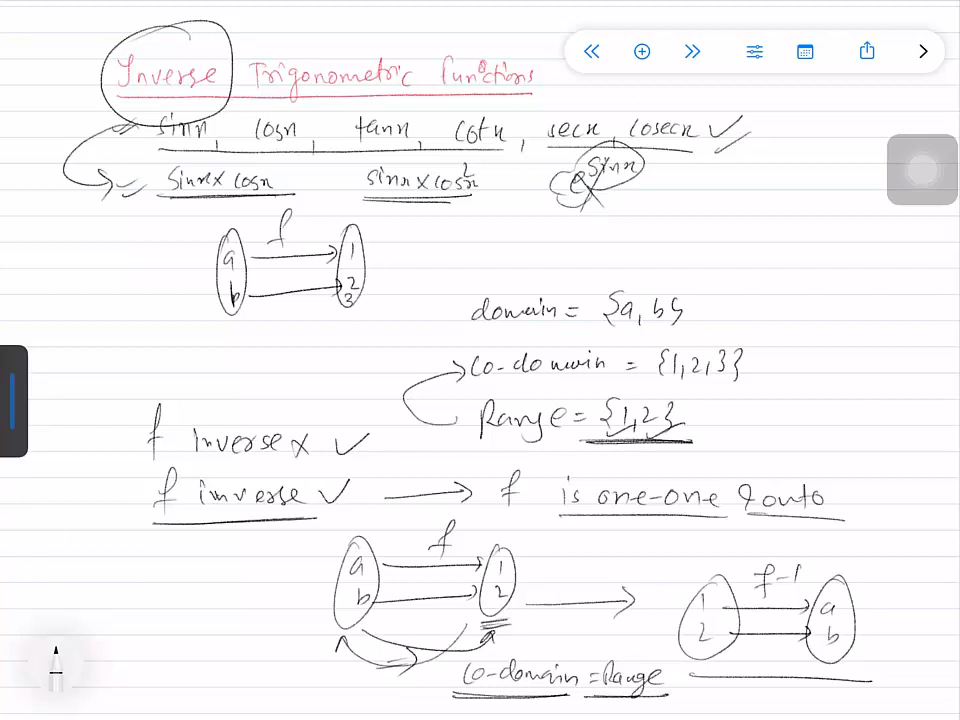 Inverse Trigonometric functions
sinx, cosx, tanx, cotx, secx, cosecx ✓
sinx x cosx sinx x cosx² e^sinx
f
a 1
b 2
3
domain = {a, b}
co-domain = {1,2,3}
Range = {1,2}
f inverse x ✓
f inverse ✓ → f is one-one & onto
f f-1
a 1 1 a
b 2 2 b
a
co-domain = Range